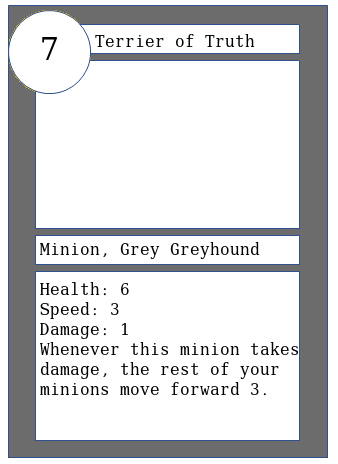 7
Terrier of Truth
Minion, Grey Greyhound
Health: 6
Speed: 3
Damage: 1
Whenever this minion takes
damage, the rest of your
minions move forward 3.